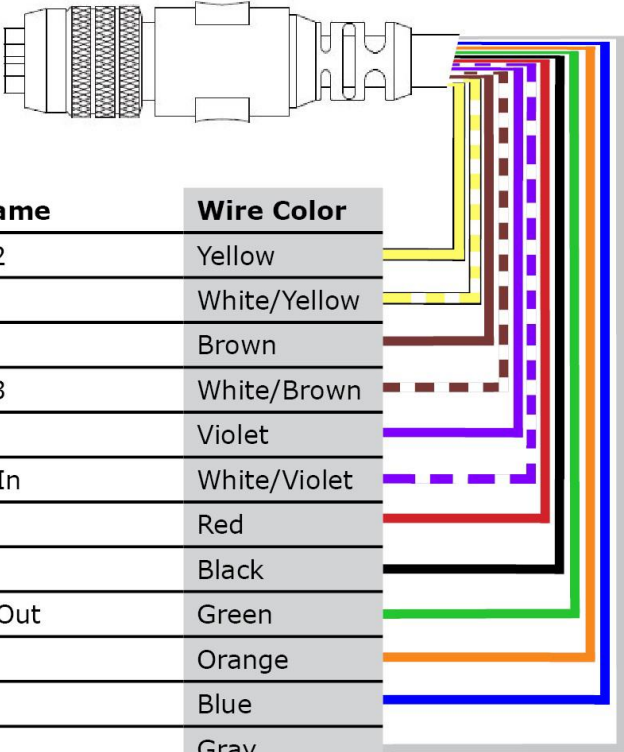 ame Wire Color
2 Yellow
White/Yellow
Brown
3 White/Brown
Violet
In White/Violet
Red
Black
Out Green
Orange
Blue
Gray